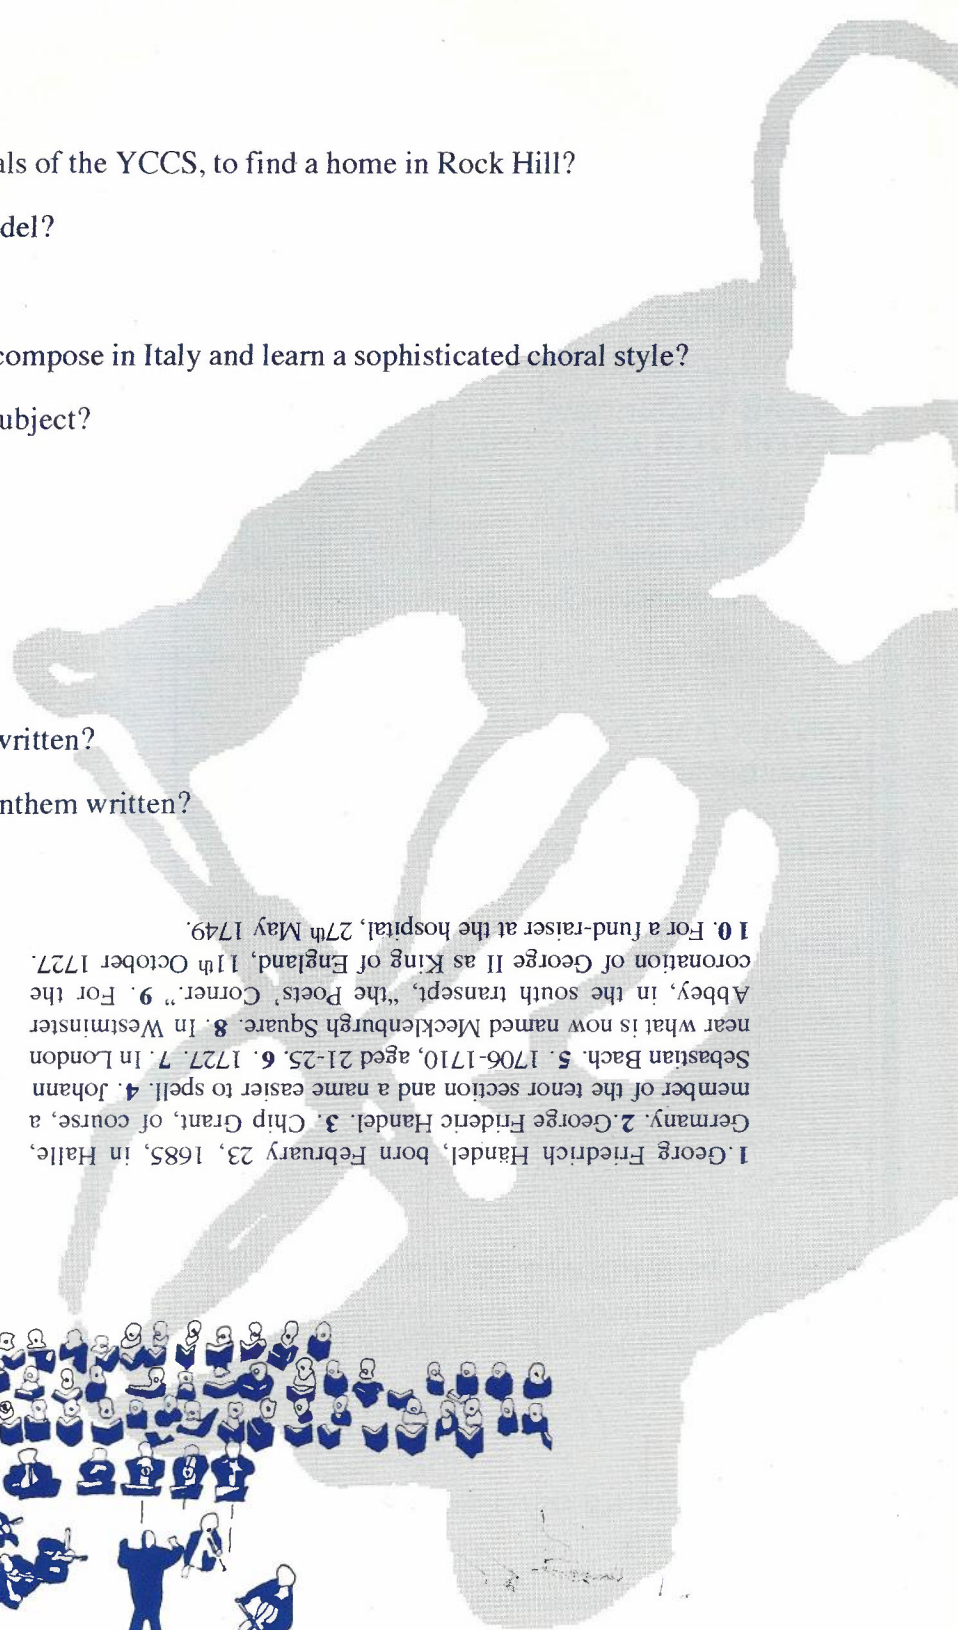 als of the YCCS, to find a home in Rock Hill?
del?
compose in Italy and learn a sophisticated choral style?
ubject?
written?
nthem written?
1.Georg Friedrich Händel, born February 23, 1685, in Halle,
Germany. 2.George Frideric Handel. 3. Chip Grant, of course, a
member of the tenor section and a name easier to spell. 4. Johann
Sebastian Bach. 5. 1706-1710, aged 21-25. 6. 1727. 7. In London
near what is now named Mecklenburgh Square. 8. In Westminster
Abbey, in the south transept, “the Poets’ Corner.” 9. For the
coronation of George II as King of England, 11th October 1727.
10. For a fund-raiser at the hospital, 27th May 1749.